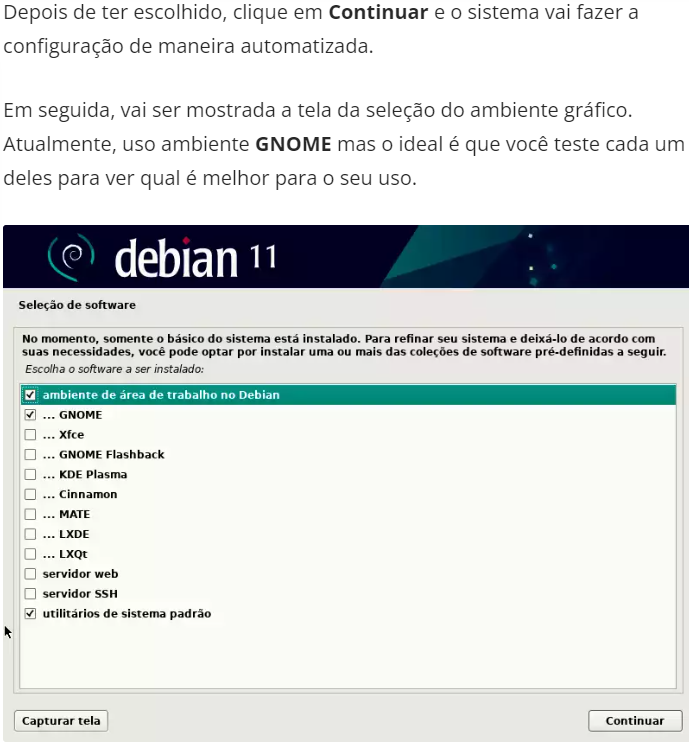 Depois de ter escolhido, clique em Continuar e o sistema vai fazer a
configuração de maneira automatizada.
Em seguida, vai ser mostrada a tela da seleção do ambiente gráfico.
Atualmente, uso ambiente GNOME mas o ideal é que você teste cada um
deles para ver qual é melhor para o seu uso.
debian 11
Seleção de software
No momento, somente o básico do sistema está instalado. Para refinar seu sistema e deixá-lo de acordo com
suas necessidades, você pode optar por instalar uma ou mais das coleções de software pré-definidas a seguir.
Escolha o software a ser instalado:
ambiente de área de trabalho no Debian
... GNOME
... Xfce
... GNOME Flashback
... KDE Plasma
... Cinnamon
... MATE
... LXDE
... LXQt
servidor web
servidor SSH
utilitários de sistema padrão
Capturar tela
Continuar